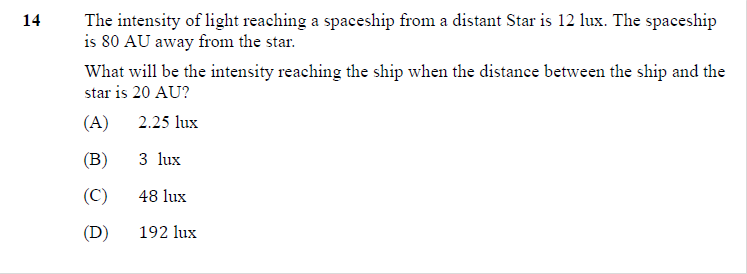 14 The intensity of light reaching a spaceship from a distant Star is 12 lux. The spaceship
is 80 AU away from the star.
What will be the intensity reaching the ship when the distance between the ship and the
star is 20 AU?
(A) 2.25 lux
(B) 3 lux
(C) 48 lux
(D) 192 lux